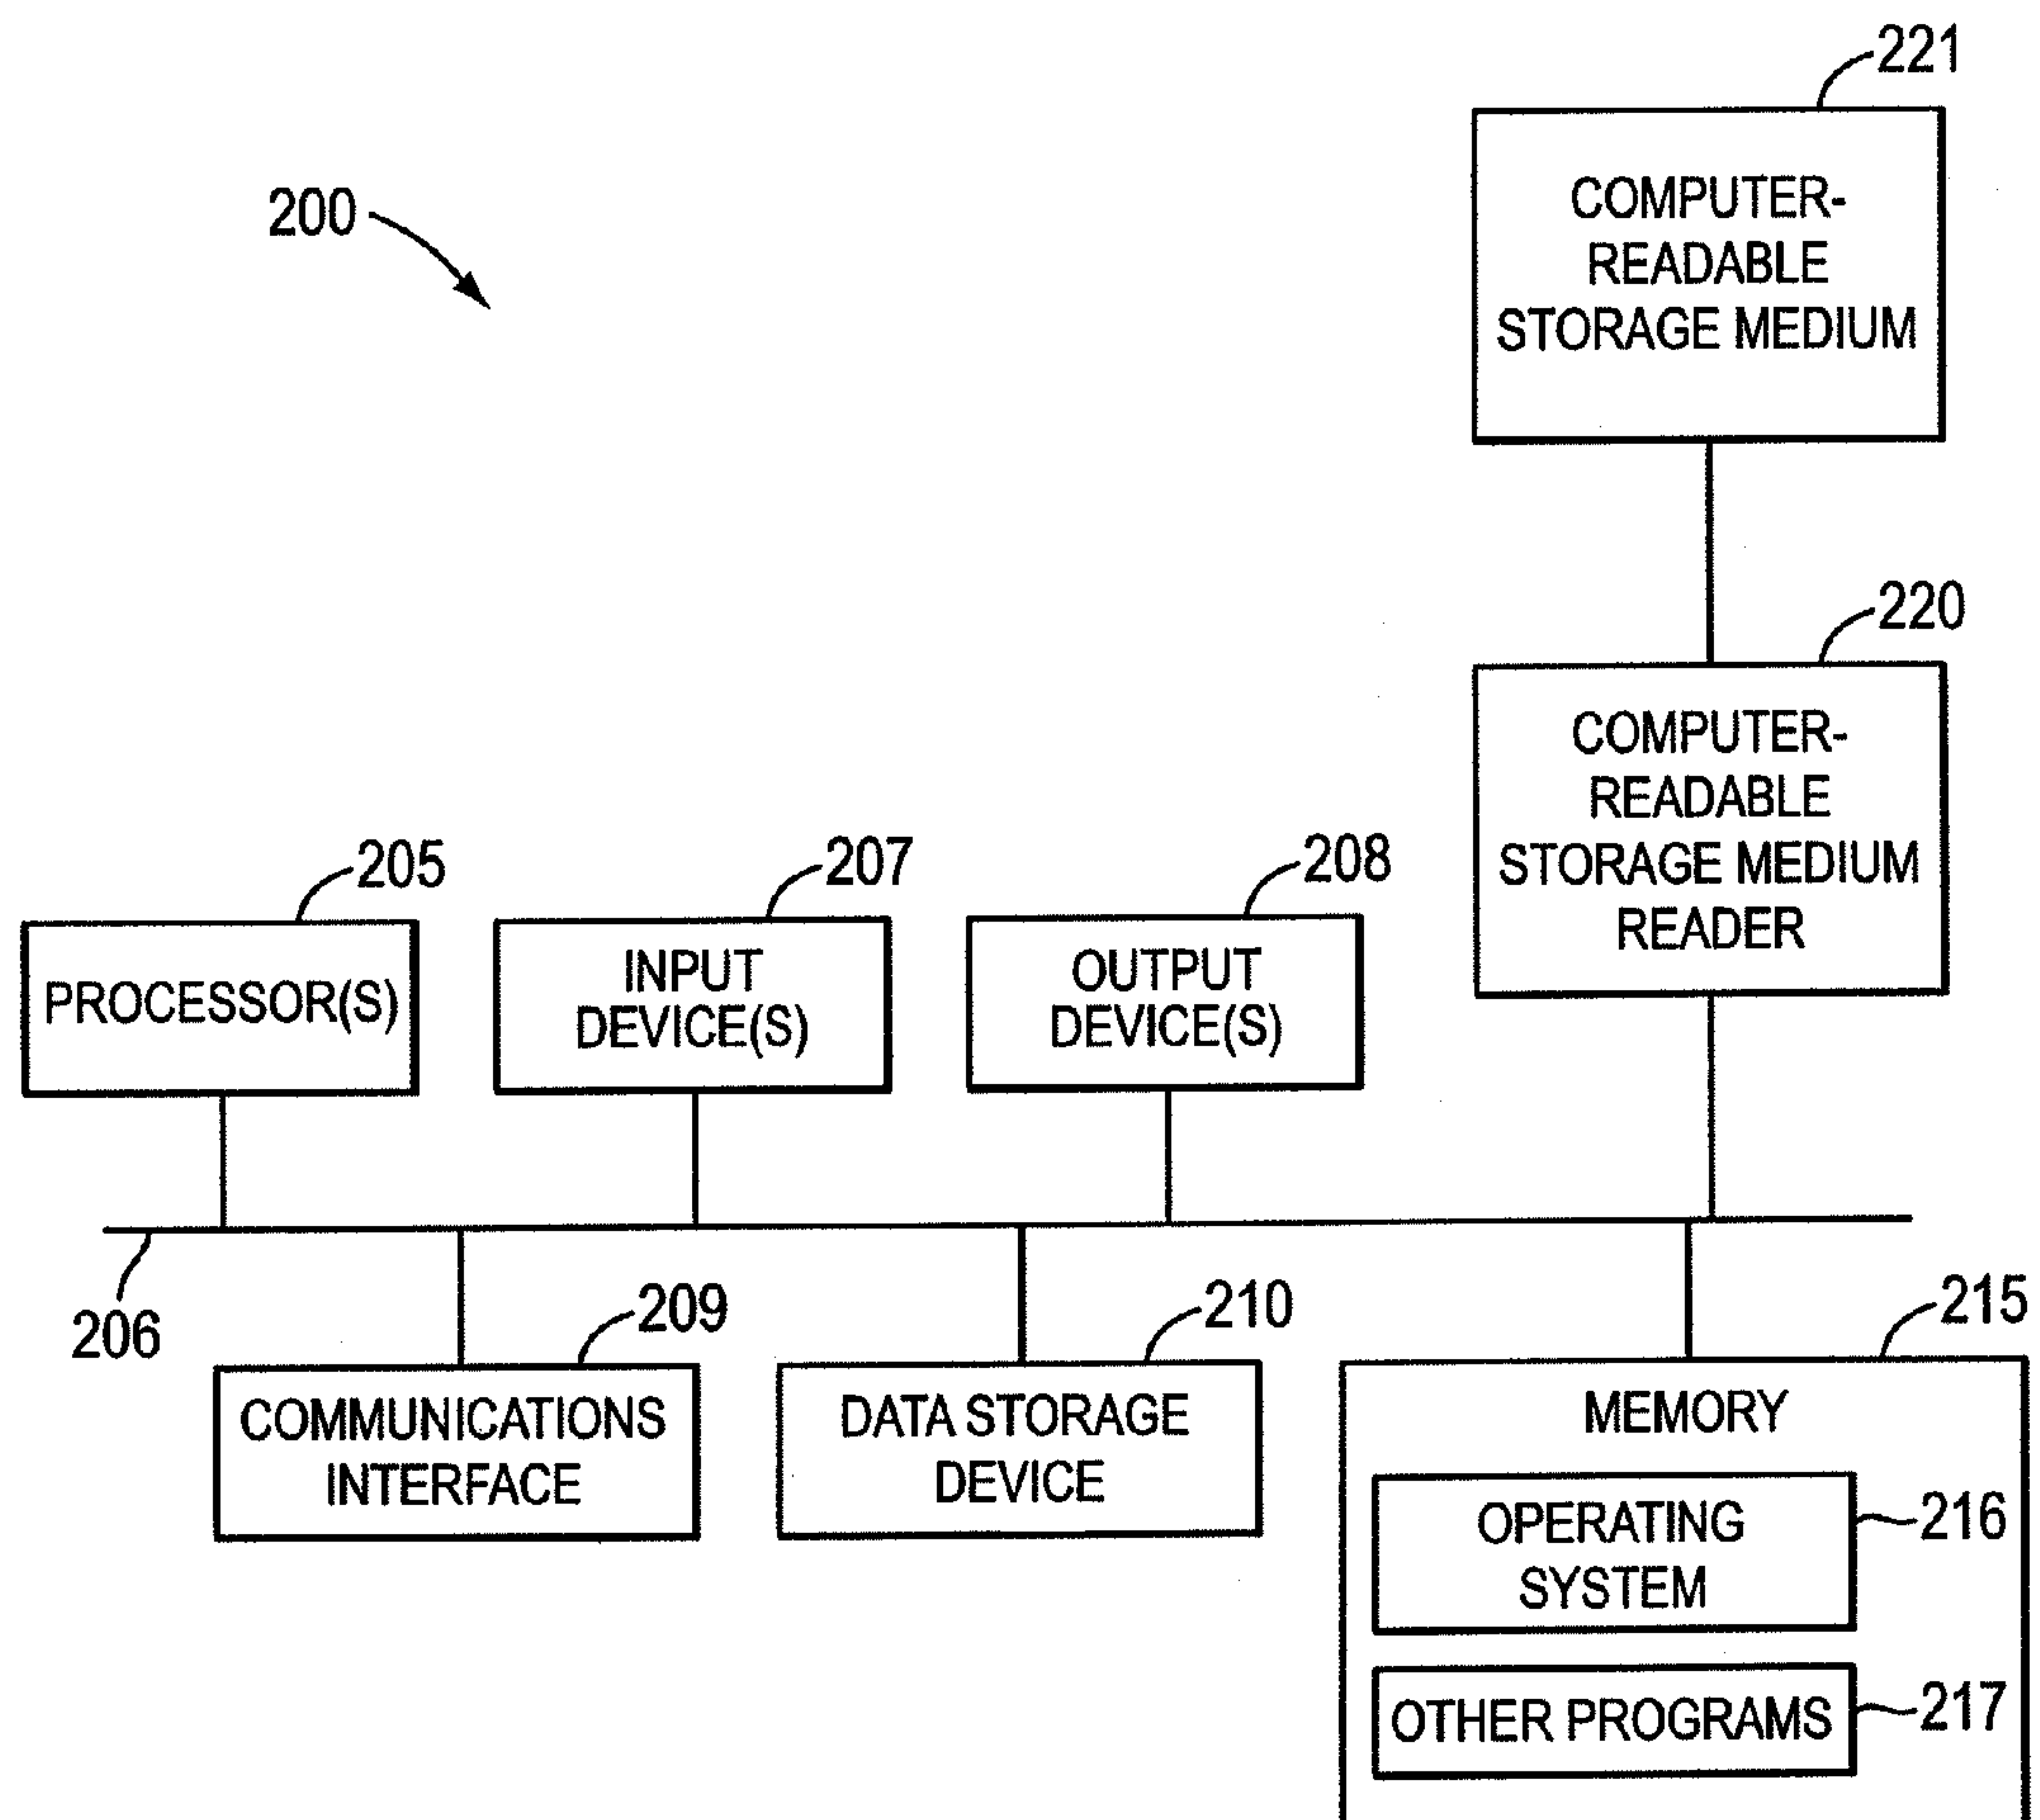 221
COMPUTER-
READABLE
STORAGE MEDIUM
200
220
COMPUTER-
READABLE
STORAGE MEDIUM
READER
205
PROCESSOR(S)
207
INPUT
DEVICE(S)
208
OUTPUT
DEVICE(S)
206
209
COMMUNICATIONS
INTERFACE
210
DATA STORAGE
DEVICE
215
MEMORY
OPERATING
SYSTEM
216
OTHER PROGRAMS
217